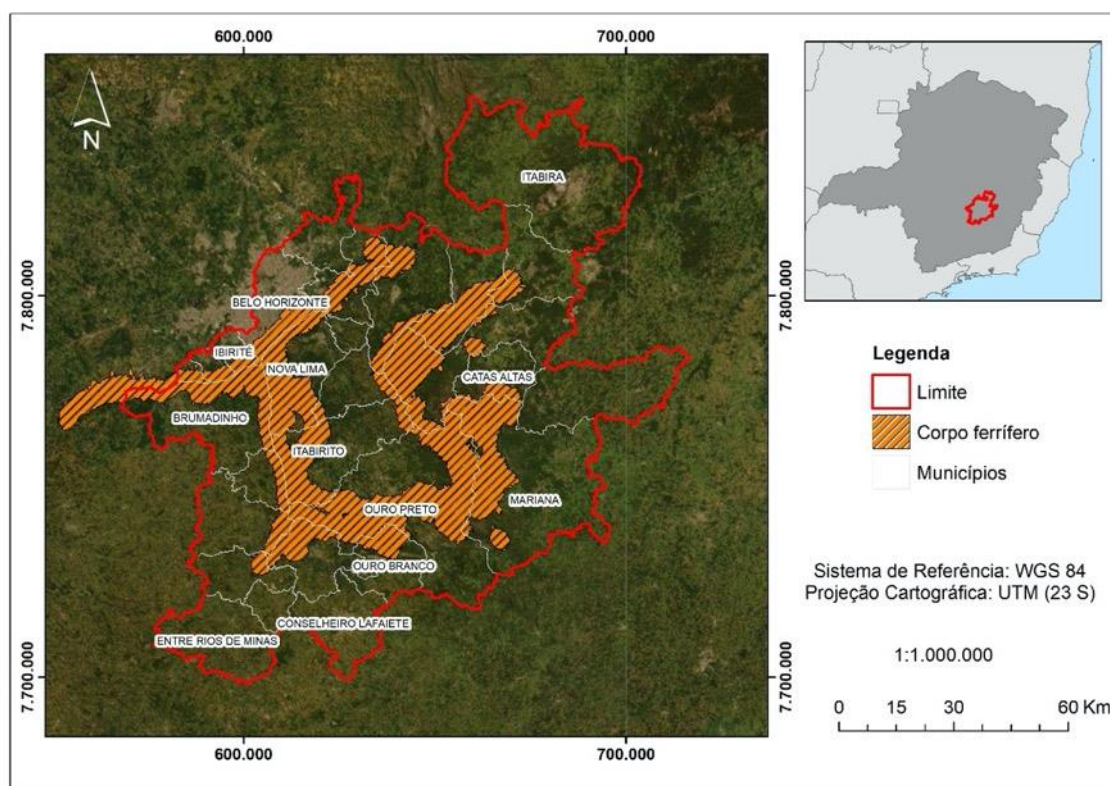 600.000
700.000
N
ITABIRA
7.800.000
7.800.000
BELO HORIZONTE
IBIRITÉ
NOVA LIMA
CATAS ALTAS
BRUMADINHO
ITABIRITO
OURO PRETO
MARIANA
OURO BRANCO
CONSELHEIRO LAFAIETE
ENTRE RIOS DE MINAS
7.700.000
7.700.000
600.000
700.000
Legenda
Limite
Corpo ferrífero
Municípios
Sistema de Referência: WGS 84
Projeção Cartográfica: UTM (23 S)
1:1.000.000
0 15 30 60 Km